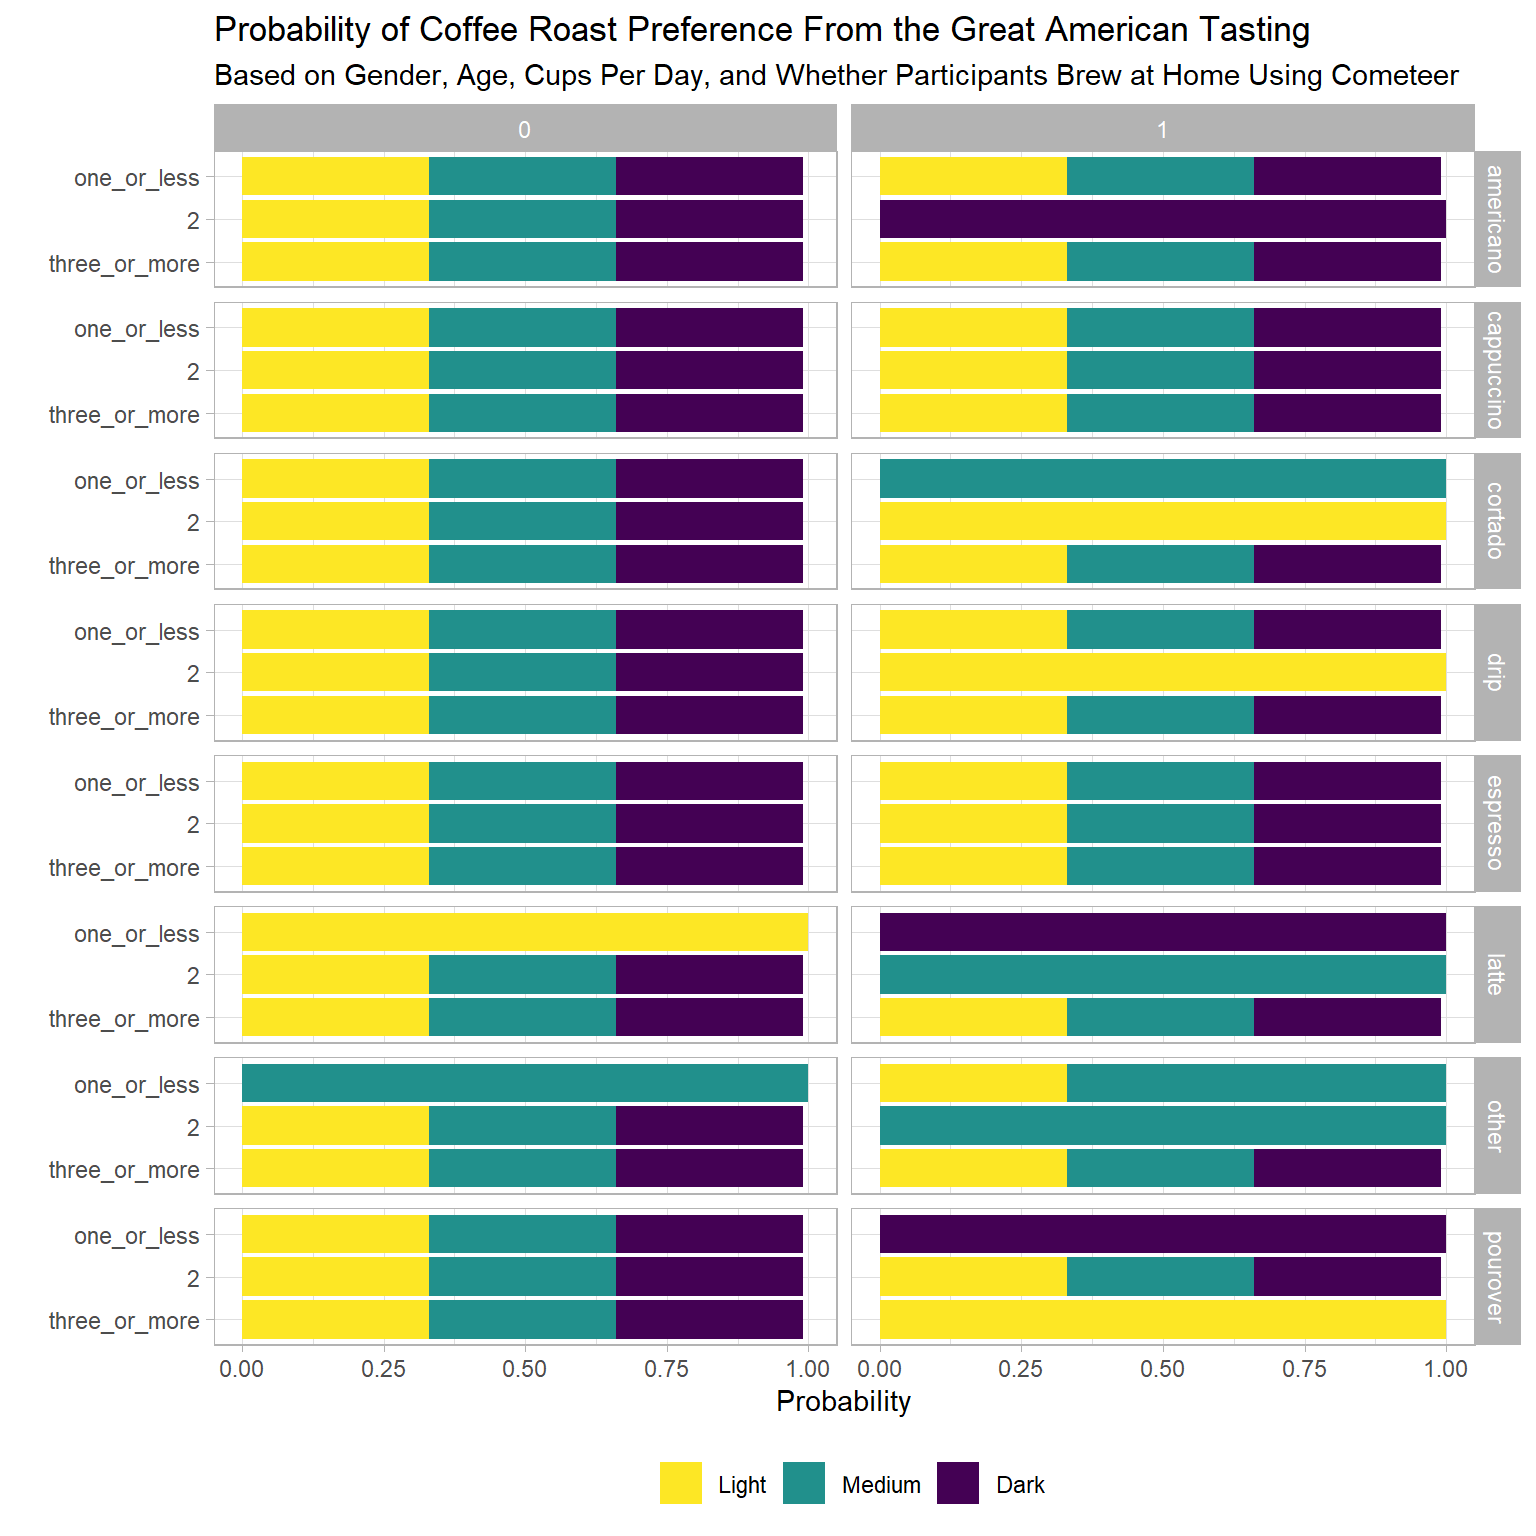 Probability of Coffee Roast Preference From the Great American Tasting
Based on Gender, Age, Cups Per Day, and Whether Participants Brew at Home Using Cometeer
0
1
one_or_less
2
three_or_more
americano
one_or_less
2
three_or_more
cappuccino
one_or_less
2
three_or_more
cortado
one_or_less
2
three_or_more
drip
one_or_less
2
three_or_more
espresso
one_or_less
2
three_or_more
latte
one_or_less
2
three_or_more
other
one_or_less
2
three_or_more
pourover
0.00 0.25 0.50 0.75 1.00
0.00 0.25 0.50 0.75 1.00
Probability
Light Medium Dark